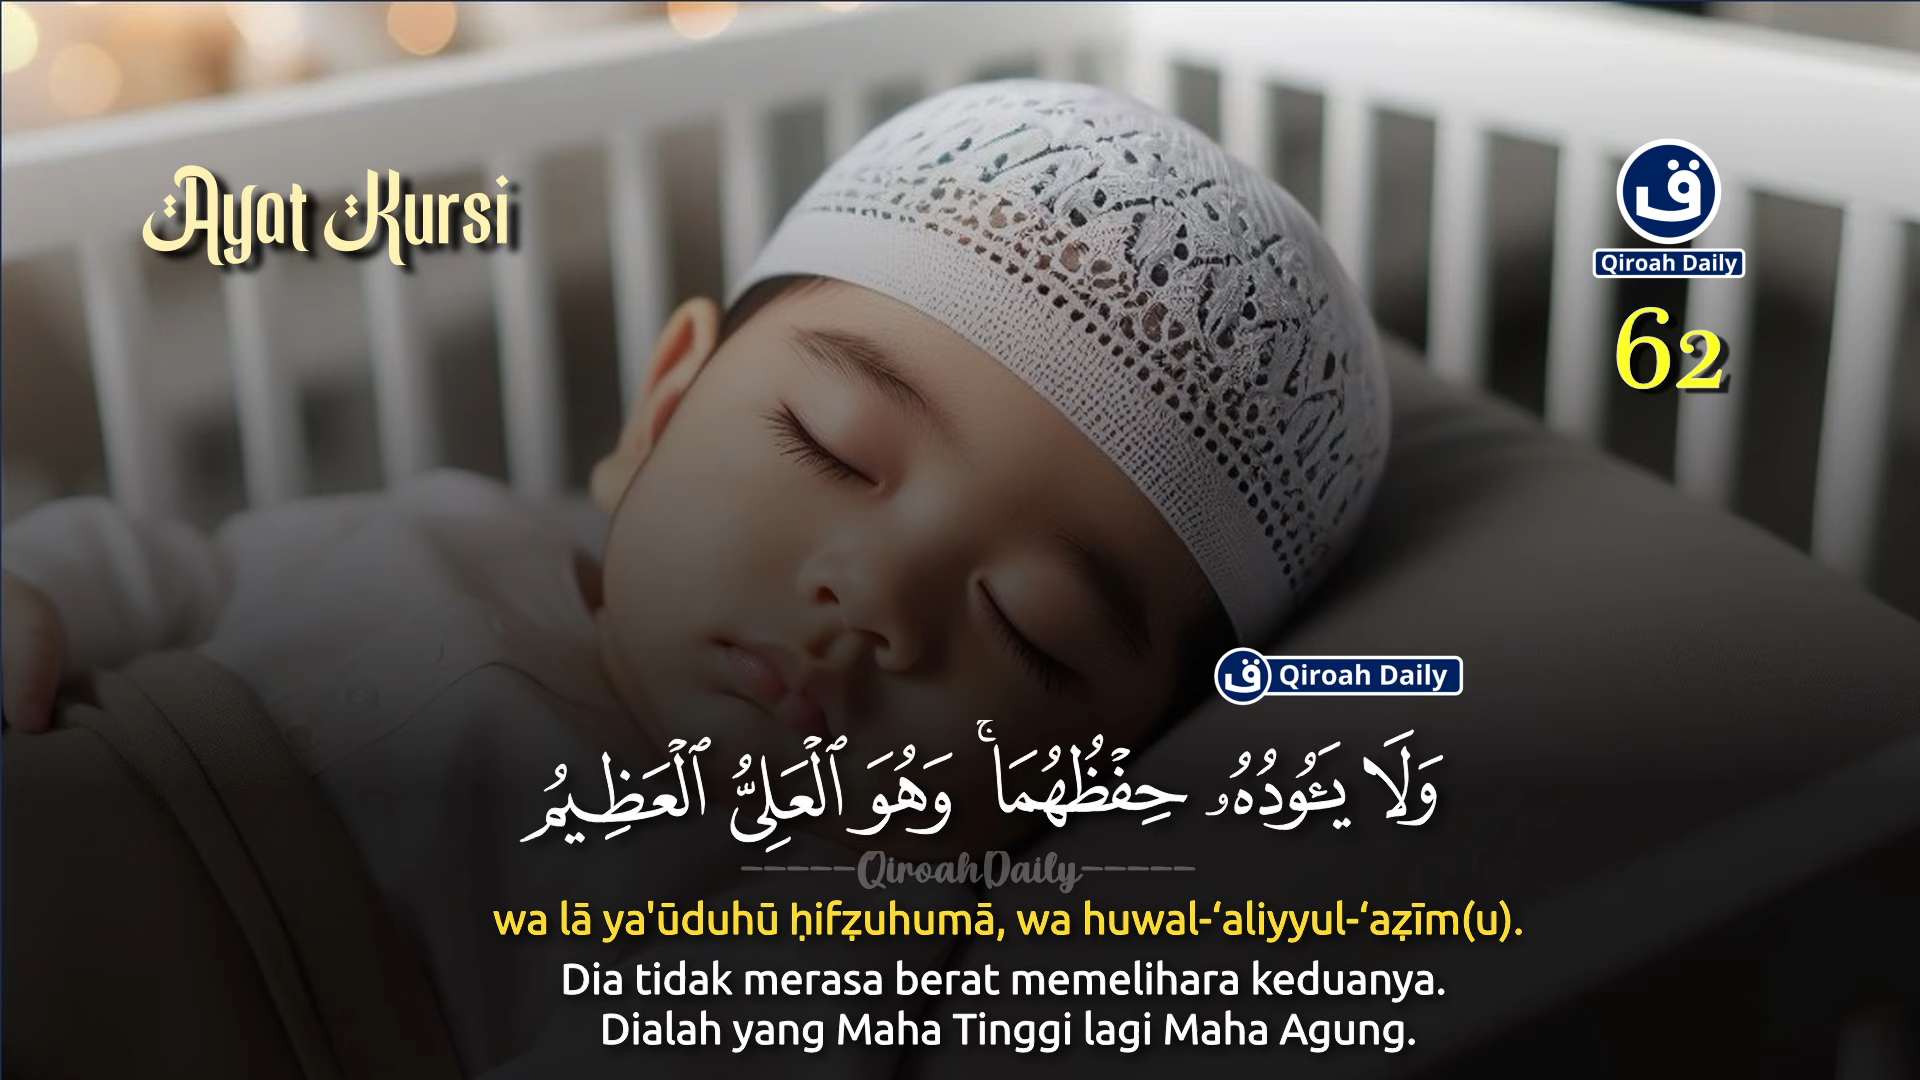 Ayat Kursi
ق
Qiroah Daily
62
ق Qiroah Daily
وَلَا يَـُٔودُهُۥ حِفْظُهُمَا ۚ وَهُوَ ٱلْعَلِىُّ ٱلْعَظِيمُ
-----QiroahDaily-----
wa lā ya'ūduhū ḥifẓuhumā, wa huwal-‘aliyyul-‘aẓīm(u).
Dia tidak merasa berat memelihara keduanya.
Dialah yang Maha Tinggi lagi Maha Agung.